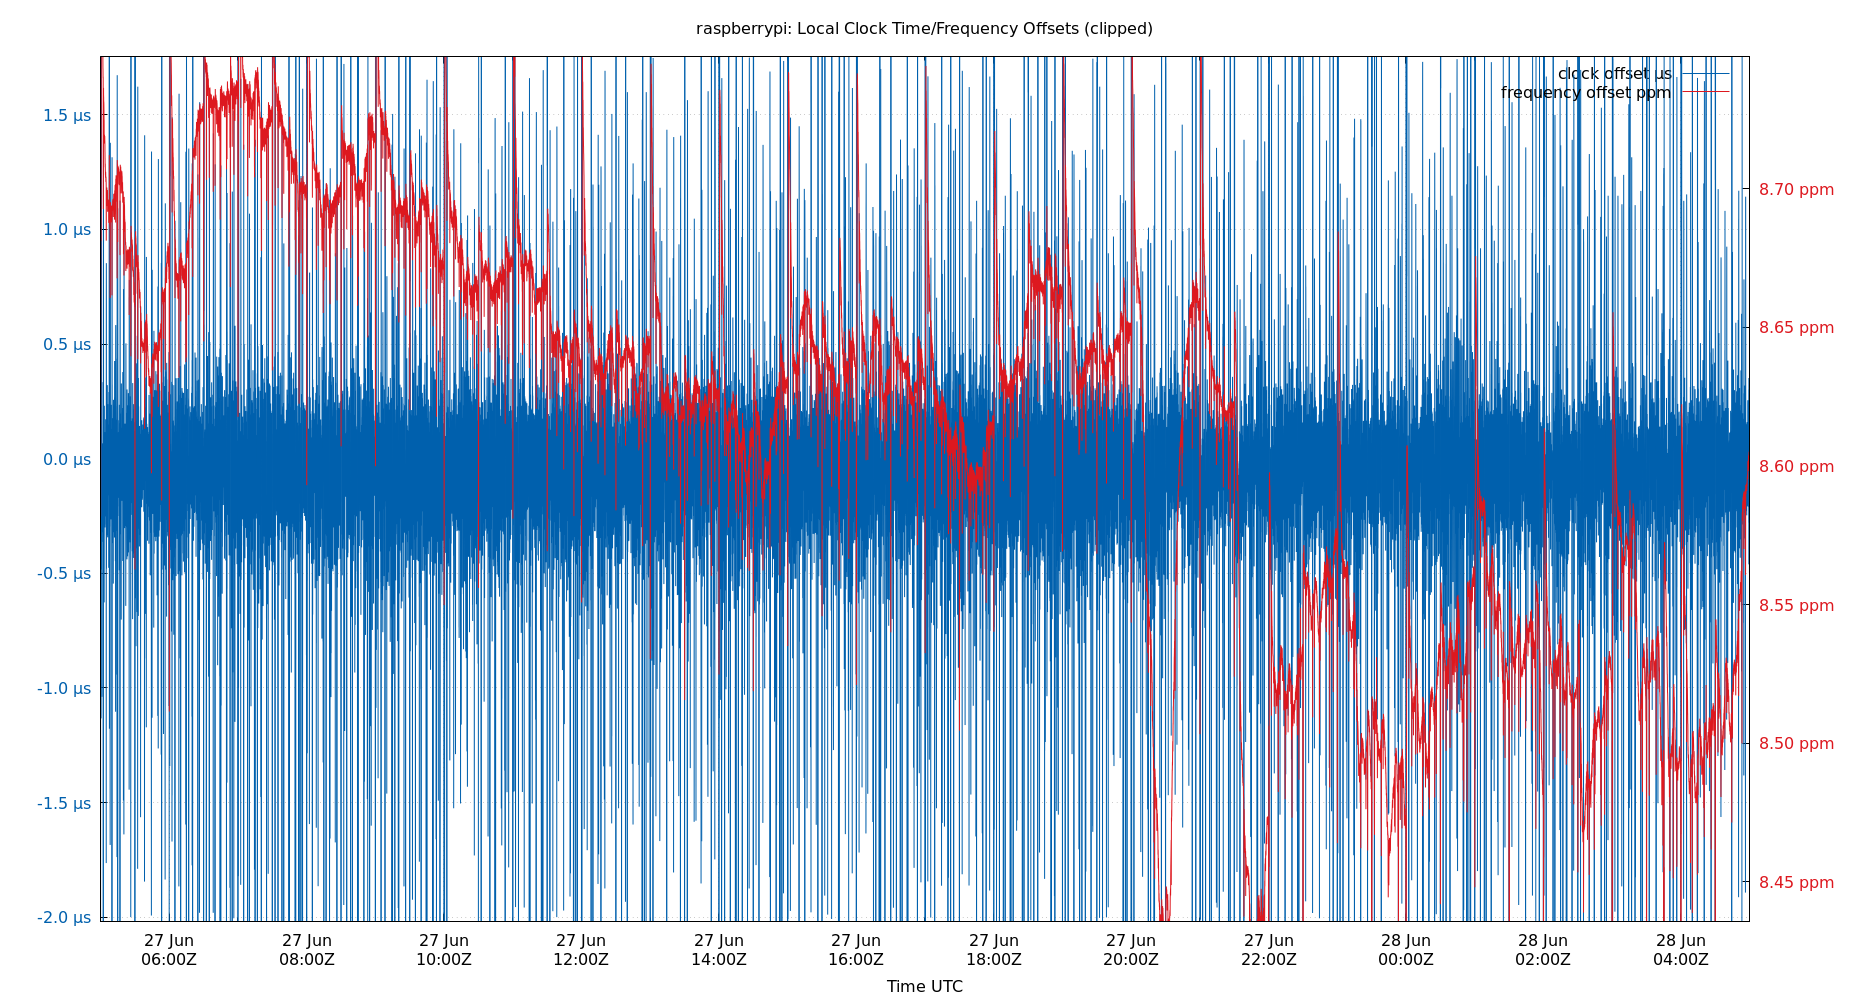 raspberrypi: Local Clock Time/Frequency Offsets (clipped)
clock offset µs
frequency offset ppm
1.5 µs
1.0 µs
0.5 µs
0.0 µs
-0.5 µs
-1.0 µs
-1.5 µs
-2.0 µs
8.70 ppm
8.65 ppm
8.60 ppm
8.55 ppm
8.50 ppm
8.45 ppm
27 Jun 27 Jun 27 Jun 27 Jun 27 Jun 27 Jun 27 Jun 27 Jun 27 Jun 28 Jun 28 Jun 28 Jun
06:00Z 08:00Z 10:00Z 12:00Z 14:00Z 16:00Z 18:00Z 20:00Z 22:00Z 00:00Z 02:00Z 04:00Z
Time UTC